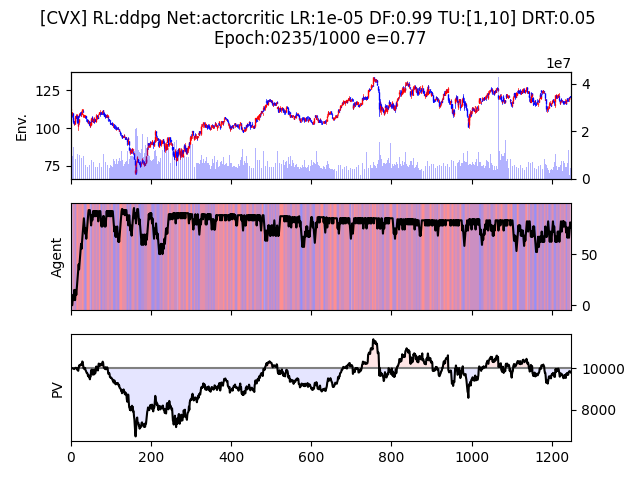 [CVX] RL:ddpg Net:actorcritic LR:1e-05 DF:0.99 TU:[1,10] DRT:0.05
Epoch:0235/1000 e=0.77
1e7
125
100
75
Env.
4
2
0
Agent
50
0
PV
10000
8000
0 200 400 600 800 1000 1200